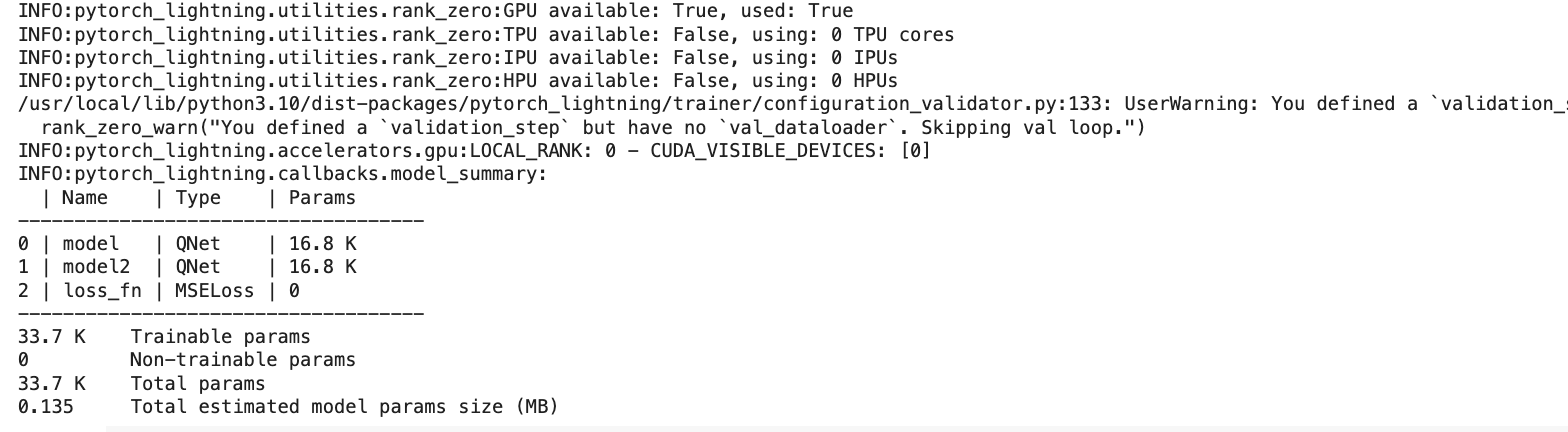 INFO:pytorch_lightning.utilities.rank_zero:GPU available: True, used: True
INFO:pytorch_lightning.utilities.rank_zero:TPU available: False, using: 0 TPU cores
INFO:pytorch_lightning.utilities.rank_zero:IPU available: False, using: 0 IPUs
INFO:pytorch_lightning.utilities.rank_zero:HPU available: False, using: 0 HPUs
/usr/local/lib/python3.10/dist-packages/pytorch_lightning/trainer/configuration_validator.py:133: UserWarning: You defined a `validation_s
  rank_zero_warn("You defined a `validation_step` but have no `val_dataloader`. Skipping val loop.")
INFO:pytorch_lightning.accelerators.gpu:LOCAL_RANK: 0 - CUDA_VISIBLE_DEVICES: [0]
INFO:pytorch_lightning.callbacks.model_summary:
  | Name    | Type    | Params
------------------------------------
0 | model   | QNet    | 16.8 K
1 | model2  | QNet    | 16.8 K
2 | loss_fn | MSELoss | 0
------------------------------------
33.7 K    Trainable params
0         Non-trainable params
33.7 K    Total params
0.135     Total estimated model params size (MB)